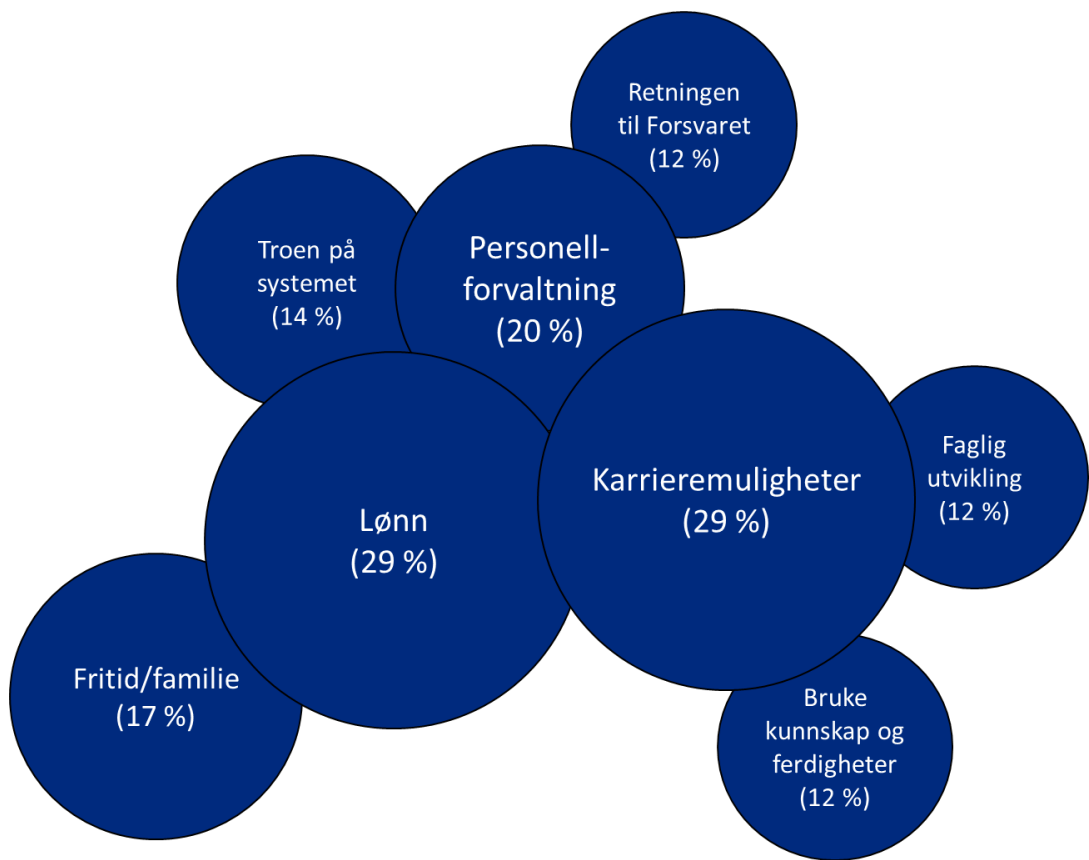 Retningen
til Forsvaret
(12 %)
Troen på
systemet
(14 %)
Personell-
forvaltning
(20 %)
Karrieremuligheter
(29 %)
Faglig
utvikling
(12 %)
Lønn
(29 %)
Fritid/familie
(17 %)
Bruke
kunnskap og
ferdigheter
(12 %)